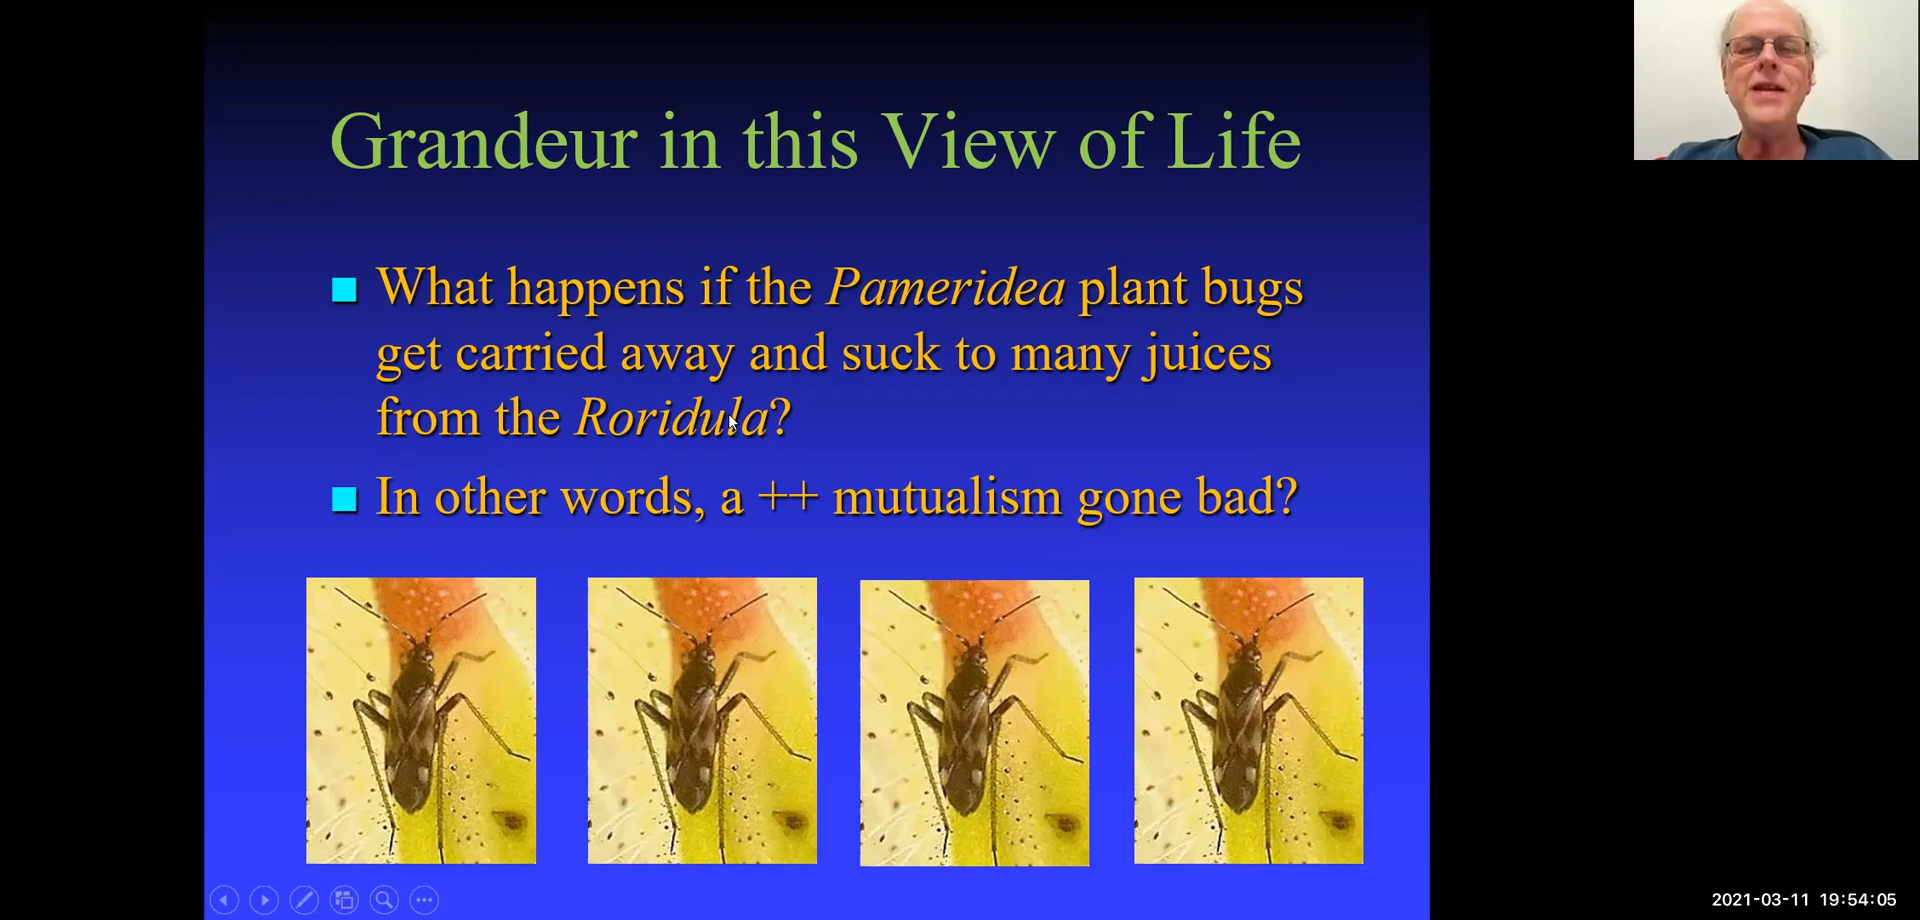 Grandeur in this View of Life
What happens if the Pameridea plant bugs
get carried away and suck to many juices
from the Roridula?
In other words, a ++ mutualism gone bad?
2021-03-11 19:54:05